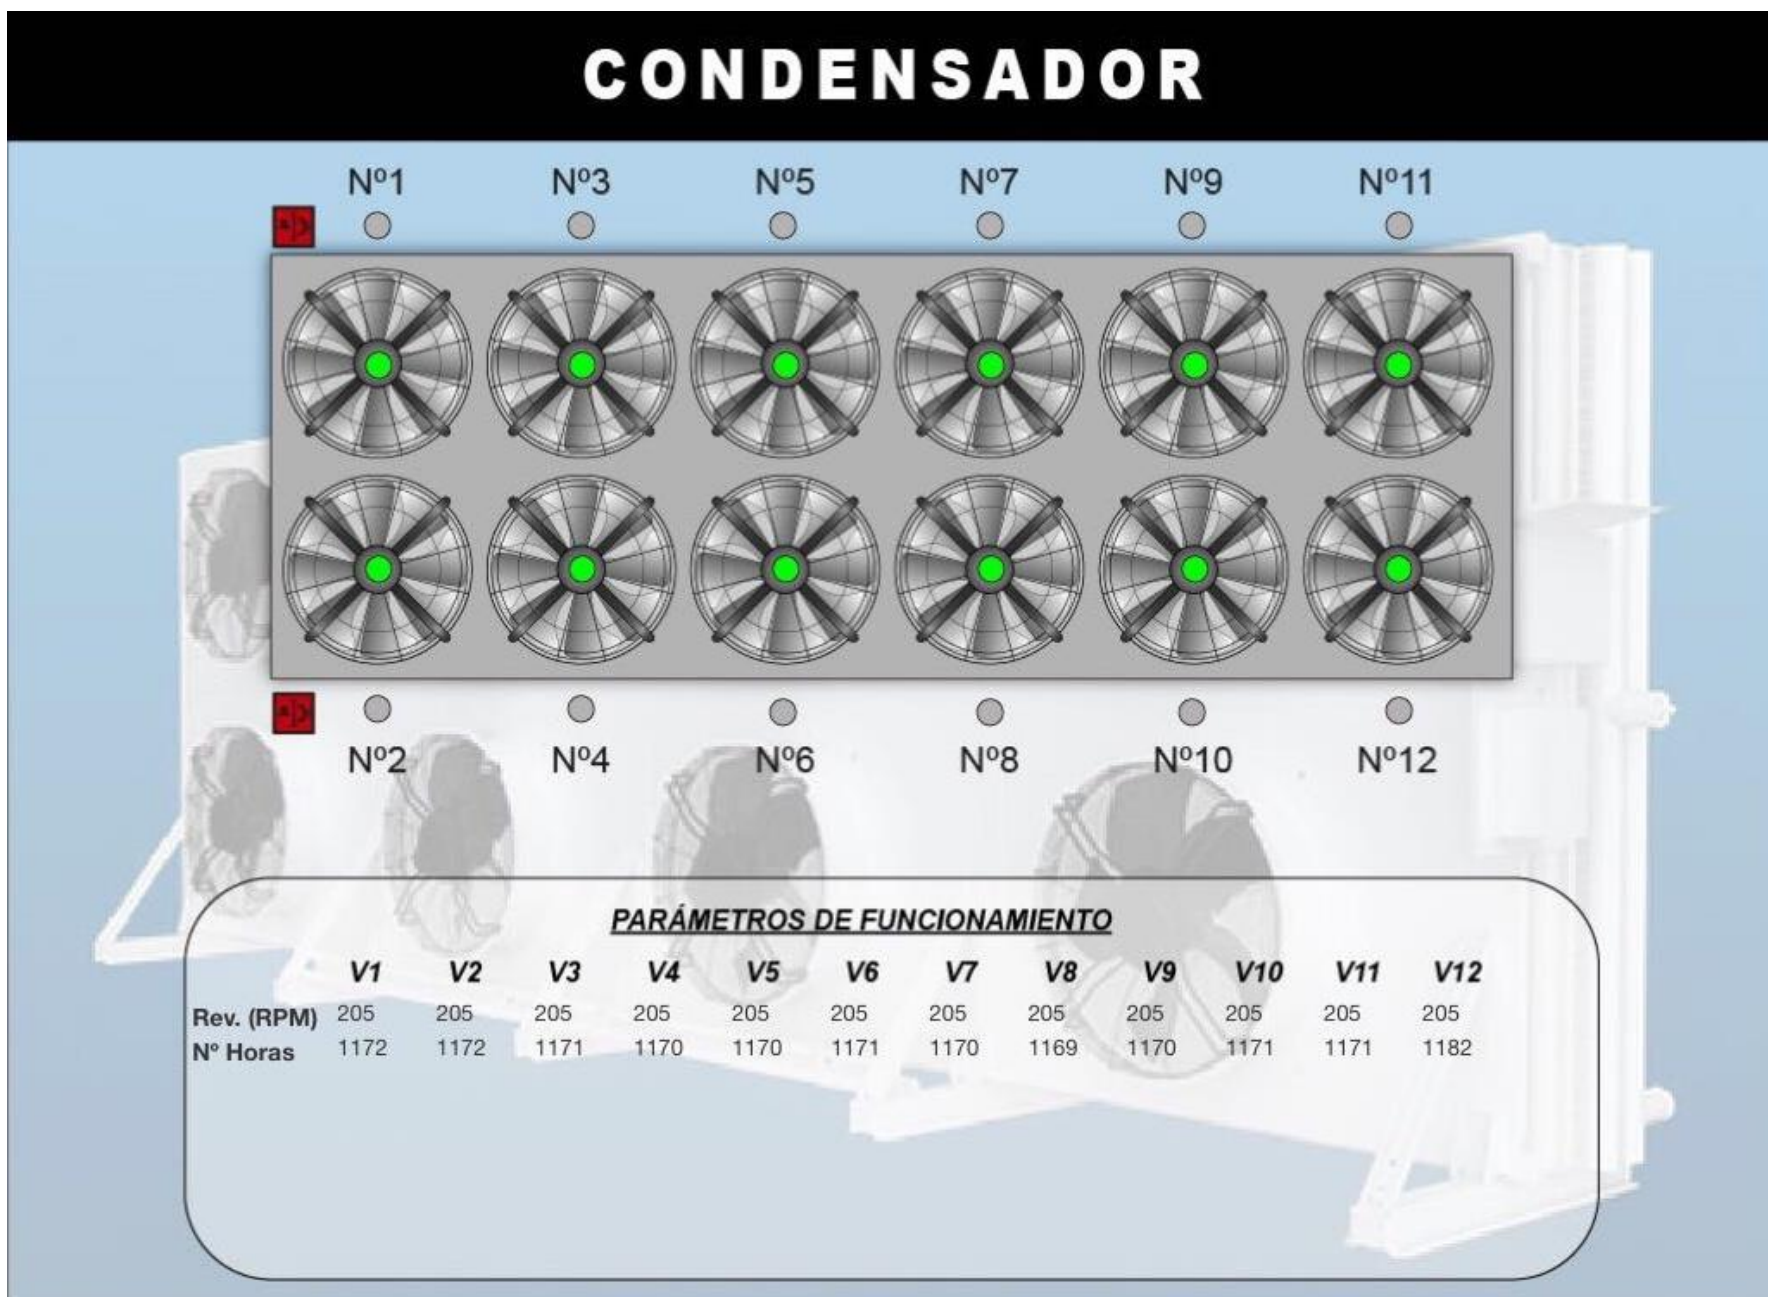 CONDENSADOR
Nº1 Nº3 Nº5 Nº7 Nº9 Nº11
Nº2 Nº4 Nº6 Nº8 Nº10 Nº12
PARÁMETROS DE FUNCIONAMIENTO
V1 V2 V3 V4 V5 V6 V7 V8 V9 V10 V11 V12
Rev. (RPM) 205 205 205 205 205 205 205 205 205 205 205 205
Nº Horas 1172 1172 1171 1170 1170 1171 1170 1169 1170 1171 1171 1182